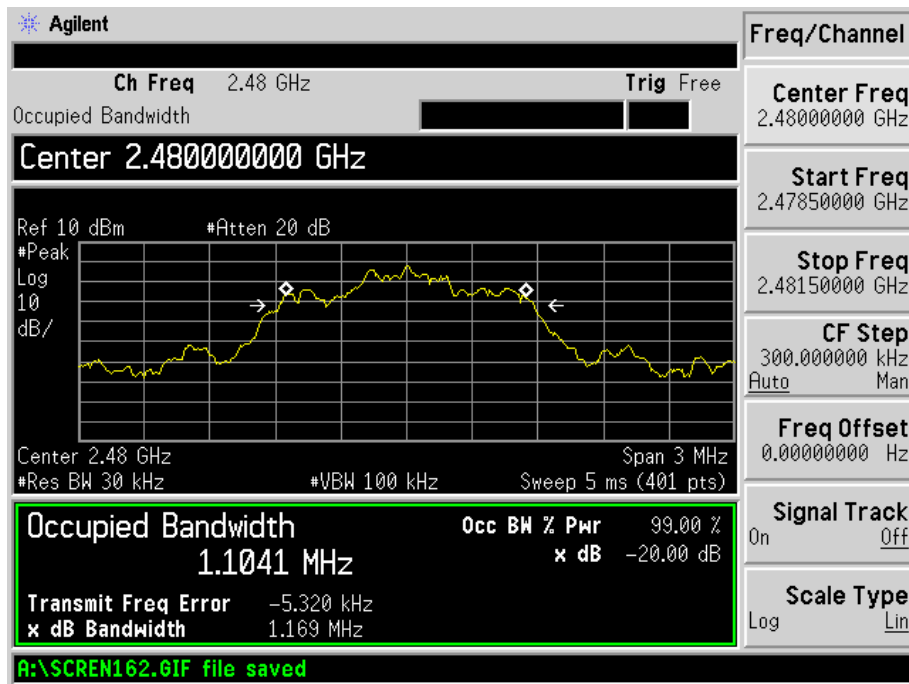 Agilent
Freq/Channel
Ch Freq 2.48 GHz Trig Free
Occupied Bandwidth
Center 2.480000000 GHz
Ref 10 dBm #Atten 20 dB
#Peak
Log
10
dB/
Center 2.48 GHz Span 3 MHz
#Res BW 30 kHz #VBW 100 kHz Sweep 5 ms (401 pts)
Occupied Bandwidth Occ BW % Pwr 99.00 %
1.1041 MHz x dB -20.00 dB
Transmit Freq Error -5.320 kHz
x dB Bandwidth 1.169 MHz
A:\SCREN162.GIF file saved
Center Freq
2.48000000 GHz
Start Freq
2.47850000 GHz
Stop Freq
2.48150000 GHz
CF Step
300.000000 kHz
Auto Man
Freq Offset
0.00000000 Hz
Signal Track
On Off
Scale Type
Log Lin